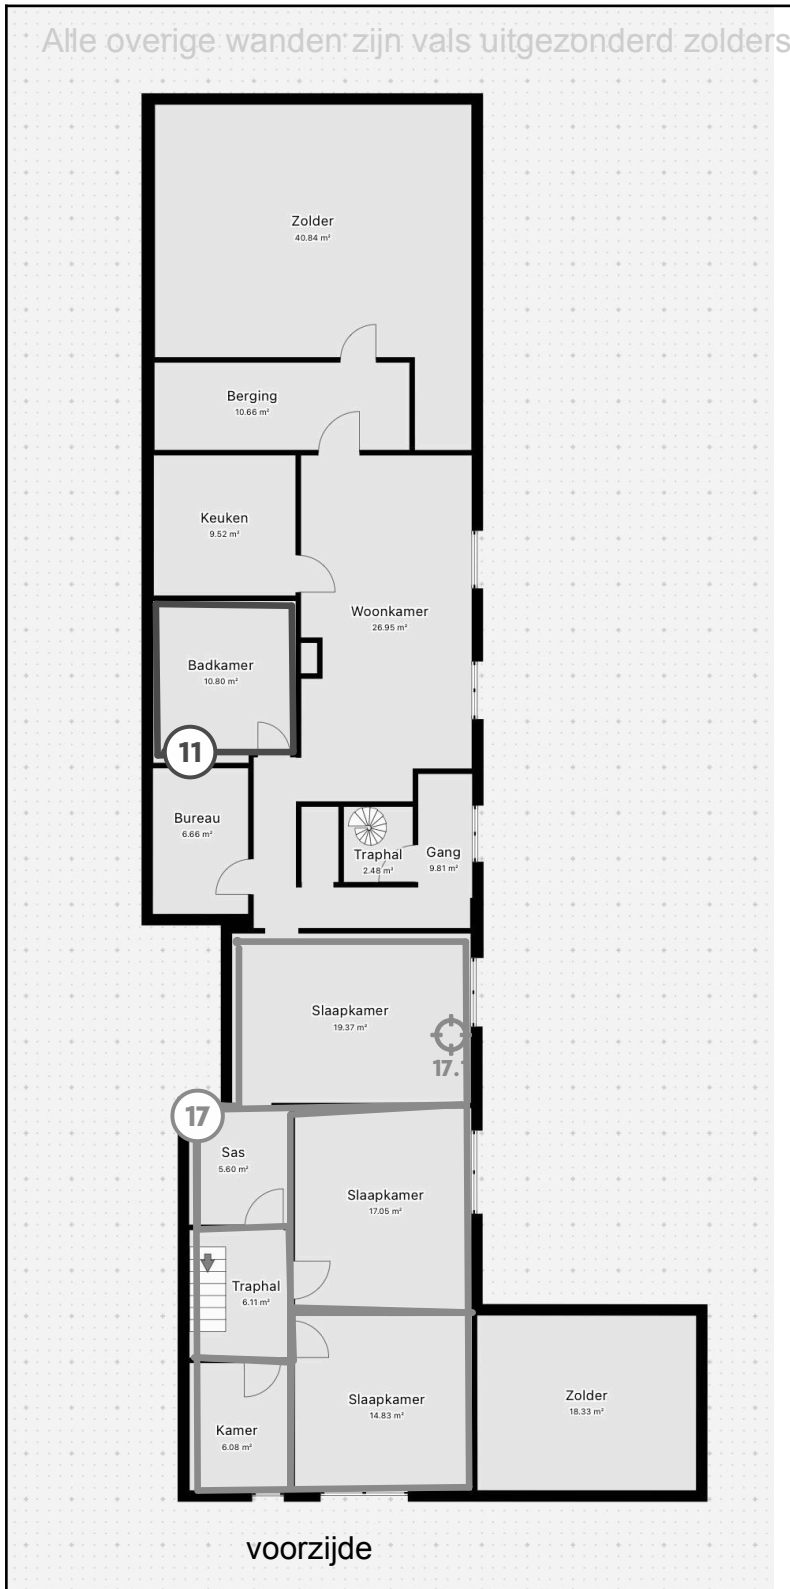 Alle overige wanden zijn vals uitgezonderd zolders
Zolder
40.84 m²
Berging
10.66 m²
Keuken
9.52 m²
Woonkamer
26.95 m²
Badkamer
10.80 m²
11
Bureau
6.66 m²
Traphal
2.48 m²
Gang
9.81 m²
Slaapkamer
19.37 m²
17.
17
Sas
5.60 m²
Slaapkamer
17.05 m²
Traphal
6.11 m²
Slaapkamer
14.83 m²
Zolder
18.33 m²
Kamer
6.08 m²
voorzijde